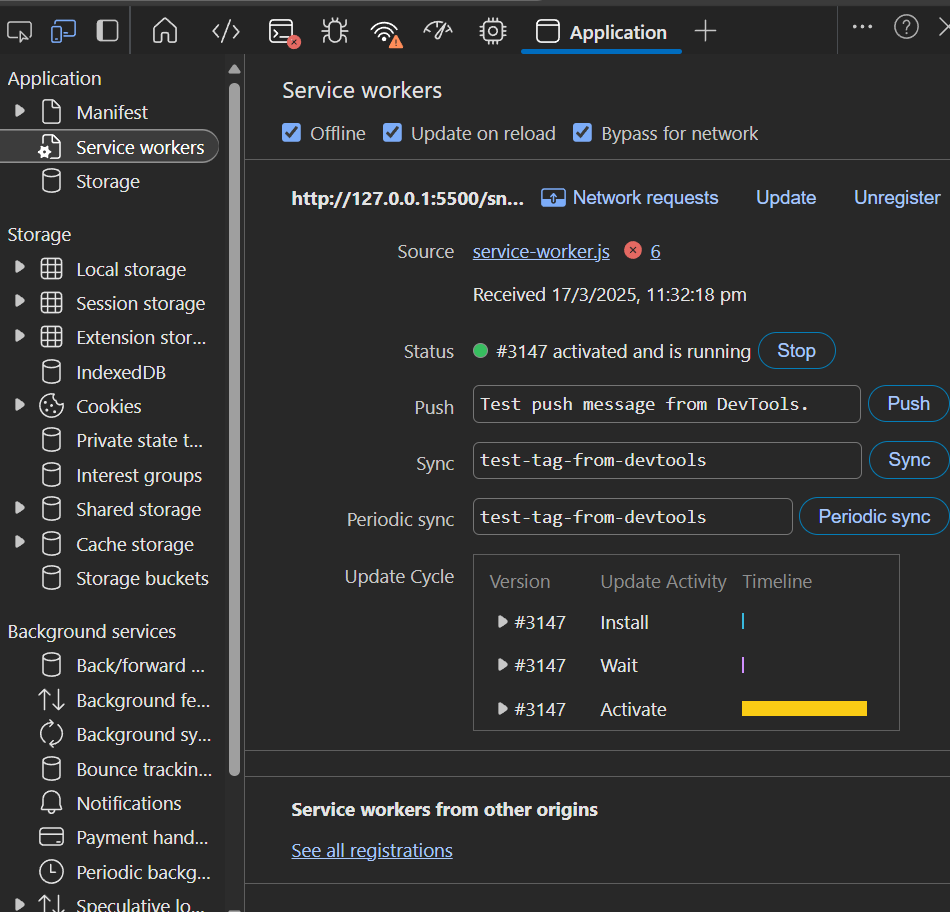 Application
Application
Manifest
Service workers
Storage
Storage
Local storage
Session storage
Extension stor...
IndexedDB
Cookies
Private state t...
Interest groups
Shared storage
Cache storage
Storage buckets
Background services
Back/forward ...
Background fe...
Background sy...
Bounce trackin...
Notifications
Payment hand...
Periodic backg...
Speculative lo...
Service workers
Offline Update on reload Bypass for network
http://127.0.0.1:5500/sn... Network requests Update Unregister
Source service-worker.js 6
Received 17/3/2025, 11:32:18 pm
Status #3147 activated and is running Stop
Push Test push message from DevTools. Push
Sync test-tag-from-devtools Sync
Periodic sync test-tag-from-devtools Periodic sync
Update Cycle Version Update Activity Timeline
#3147 Install
#3147 Wait
#3147 Activate
Service workers from other origins
See all registrations